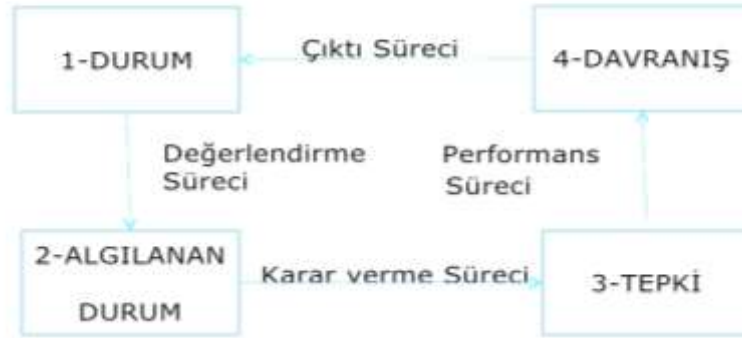 1-DURUM
Çıktı Süreci
4-DAVRANIŞ
Değerlendirme
Süreci
Performans
Süreci
2-ALGILANAN
DURUM
Karar verme Süreci
3-TEPKİ